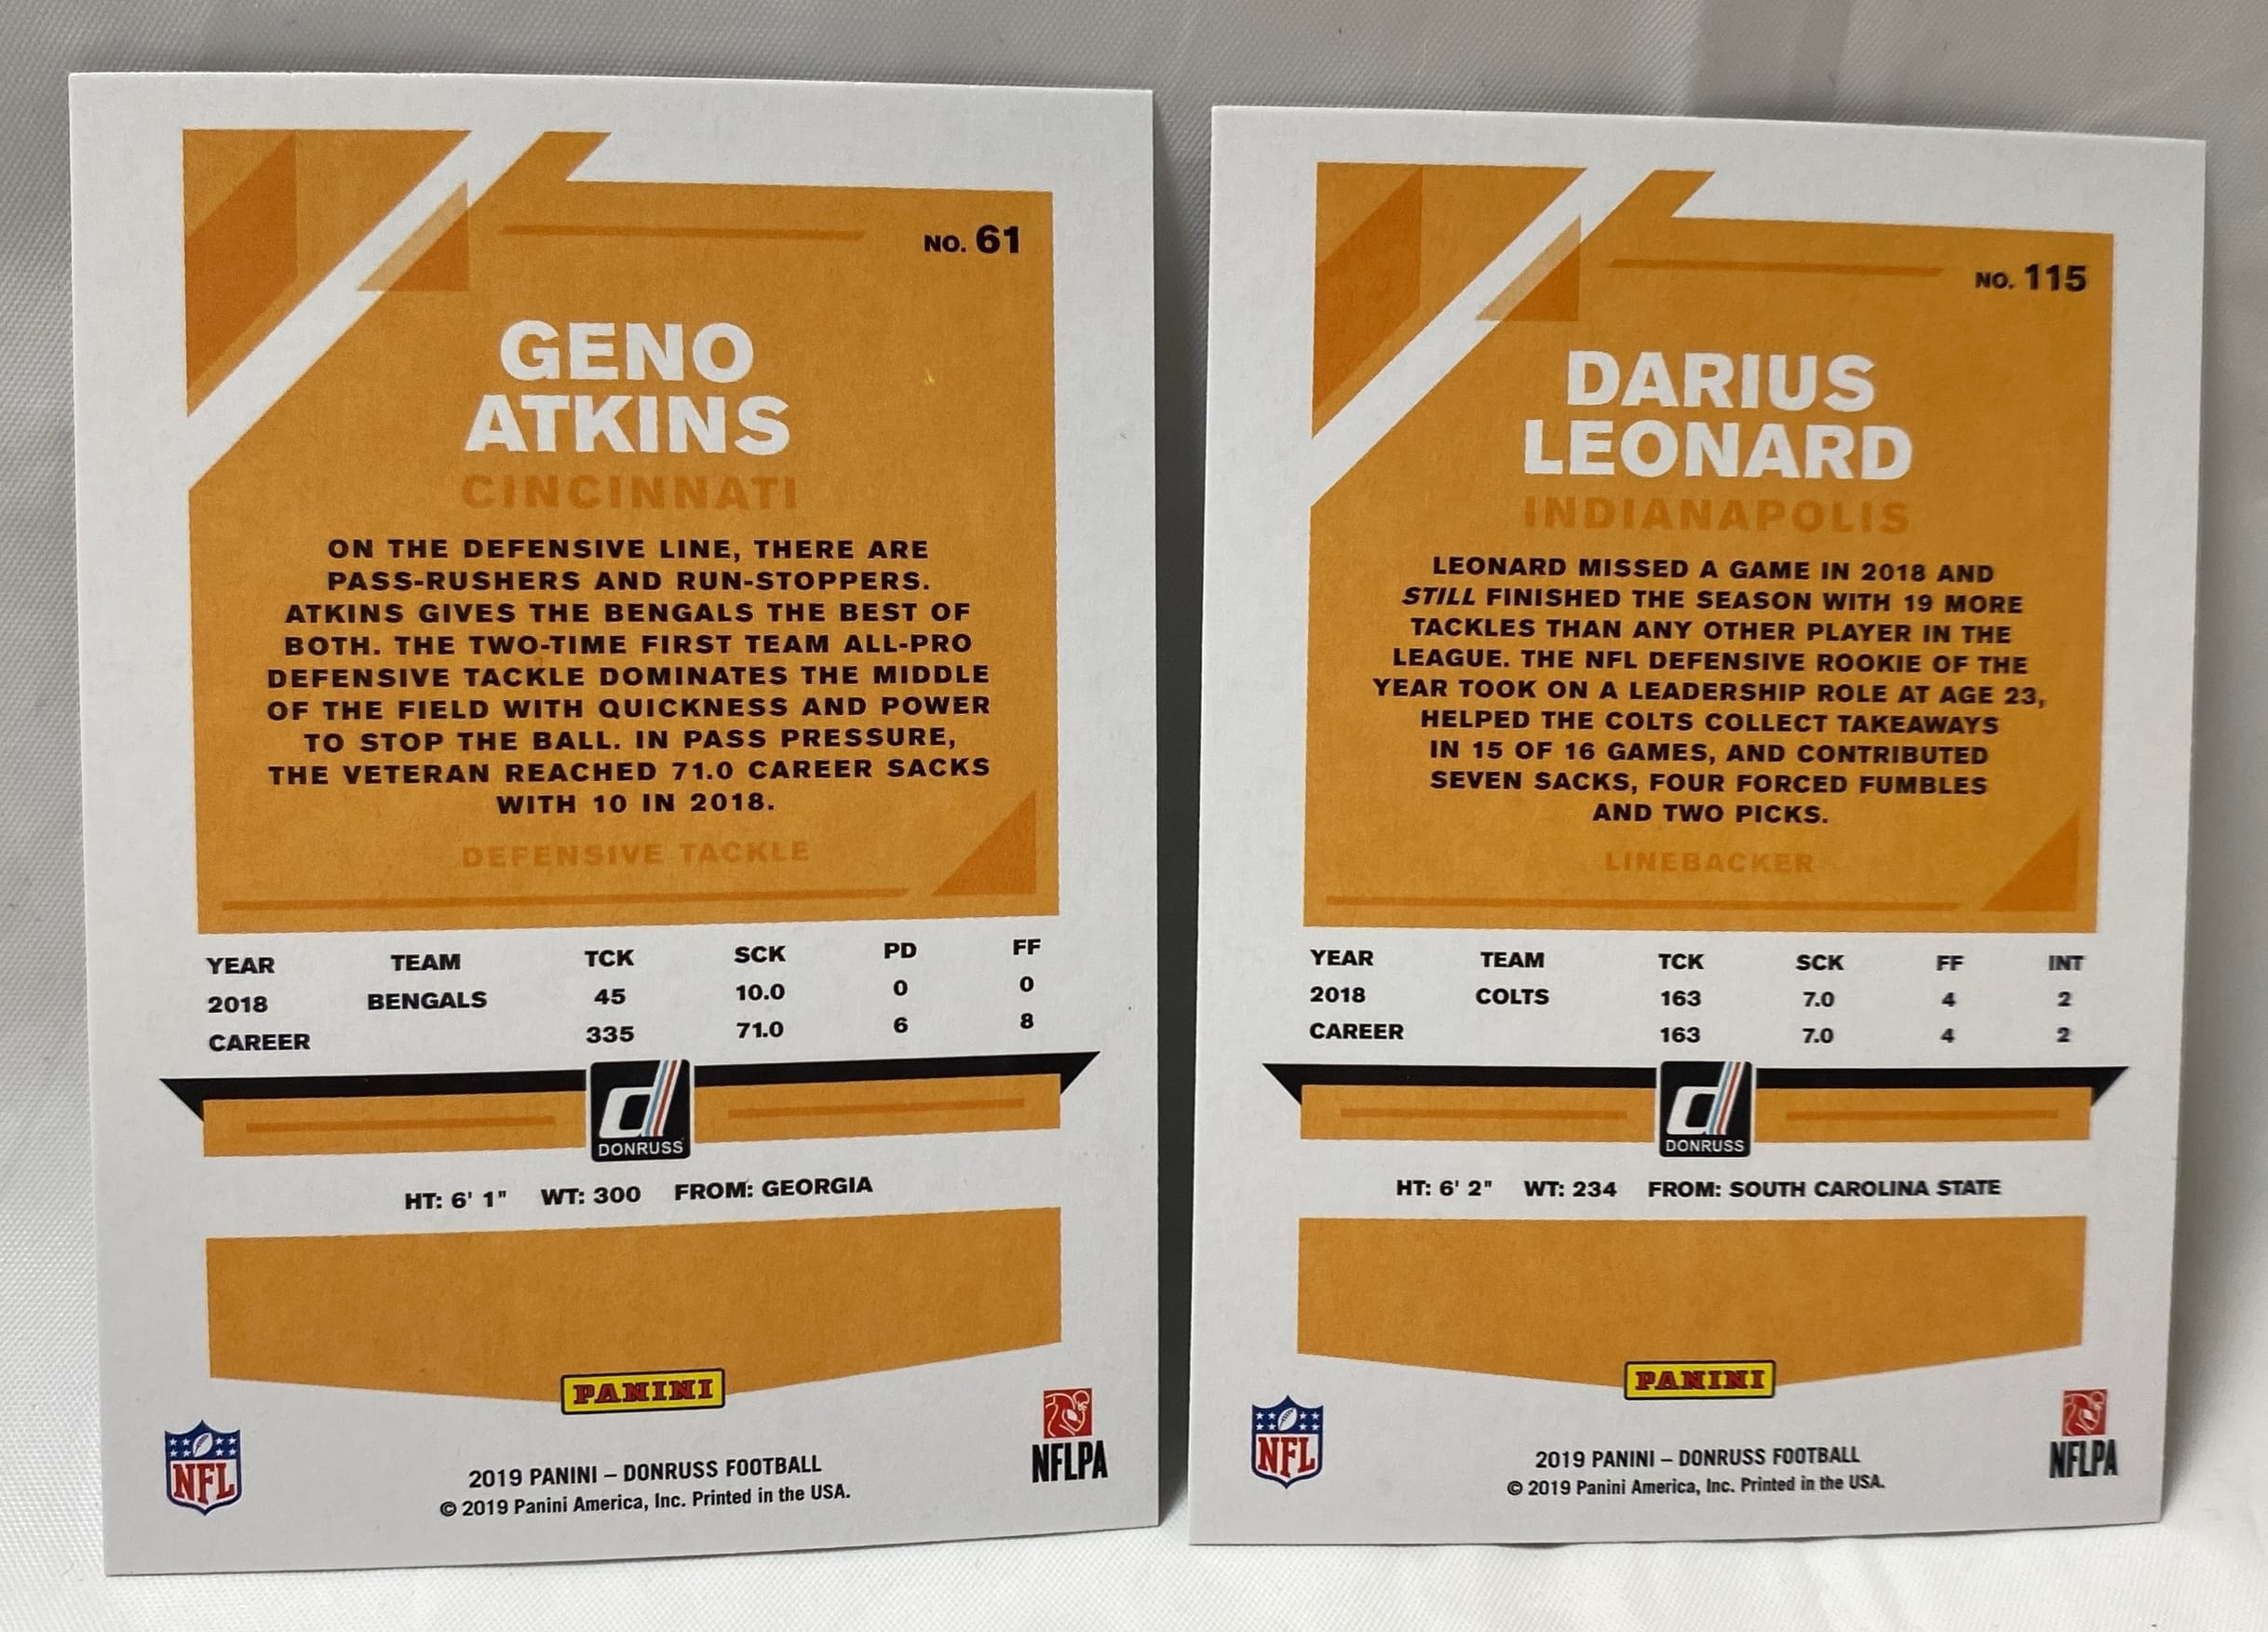 NO. 61
GENO
ATKINS
CINCINNATI
ON THE DEFENSIVE LINE, THERE ARE
PASS-RUSHERS AND RUN-STOPPERS.
ATKINS GIVES THE BENGALS THE BEST OF
BOTH. THE TWO-TIME FIRST TEAM ALL-PRO
DEFENSIVE TACKLE DOMINATES THE MIDDLE
OF THE FIELD WITH QUICKNESS AND POWER
TO STOP THE BALL. IN PASS PRESSURE,
THE VETERAN REACHED 71.0 CAREER SACKS
WITH 10 IN 2018.
DEFENSIVE TACKLE
YEAR TEAM TCK SCK PD FF
2018 BENGALS 45 10.0 0 0
CAREER 335 71.0 6 8
d
DONRUSS
HT: 6' 1" WT: 300 FROM: GEORGIA
PANINI
NFL
NFLPA
2019 PANINI – DONRUSS FOOTBALL
© 2019 Panini America, Inc. Printed in the USA.
NO. 115
DARIUS
LEONARD
INDIANAPOLIS
LEONARD MISSED A GAME IN 2018 AND
STILL FINISHED THE SEASON WITH 19 MORE
TACKLES THAN ANY OTHER PLAYER IN THE
LEAGUE. THE NFL DEFENSIVE ROOKIE OF THE
YEAR TOOK ON A LEADERSHIP ROLE AT AGE 23,
HELPED THE COLTS COLLECT TAKEAWAYS
IN 15 OF 16 GAMES, AND CONTRIBUTED
SEVEN SACKS, FOUR FORCED FUMBLES
AND TWO PICKS.
LINEBACKER
YEAR TEAM TCK SCK FF INT
2018 COLTS 163 7.0 4 2
CAREER 163 7.0 4 2
d
DONRUSS
HT: 6' 2" WT: 234 FROM: SOUTH CAROLINA STATE
PANINI
NFL
NFLPA
2019 PANINI – DONRUSS FOOTBALL
© 2019 Panini America, Inc. Printed in the USA.